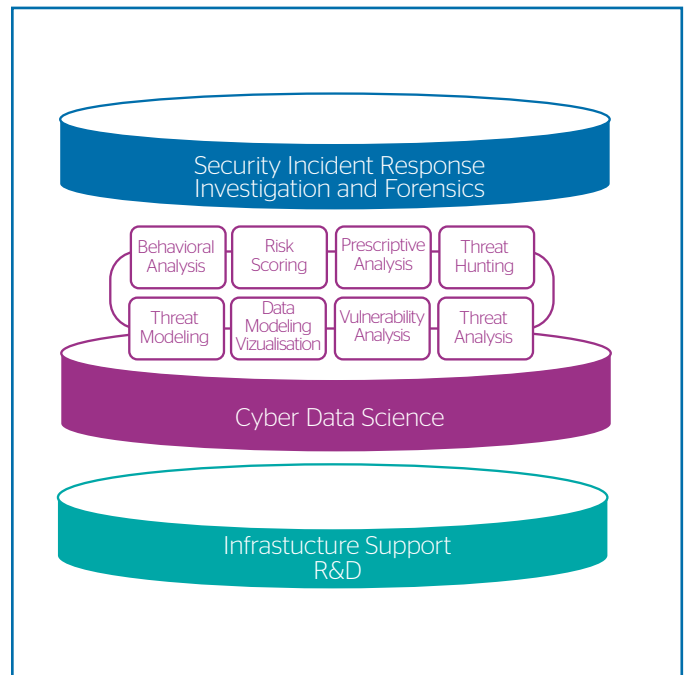 Security Incident Response
Investigation and Forensics
Behavioral
Analysis
Risk
Scoring
Prescriptive
Analysis
Threat
Hunting
Threat
Modeling
Data
Modeling
Vizualisation
Vulnerability
Analysis
Threat
Analysis
Cyber Data Science
Infrastucture Support
R&D